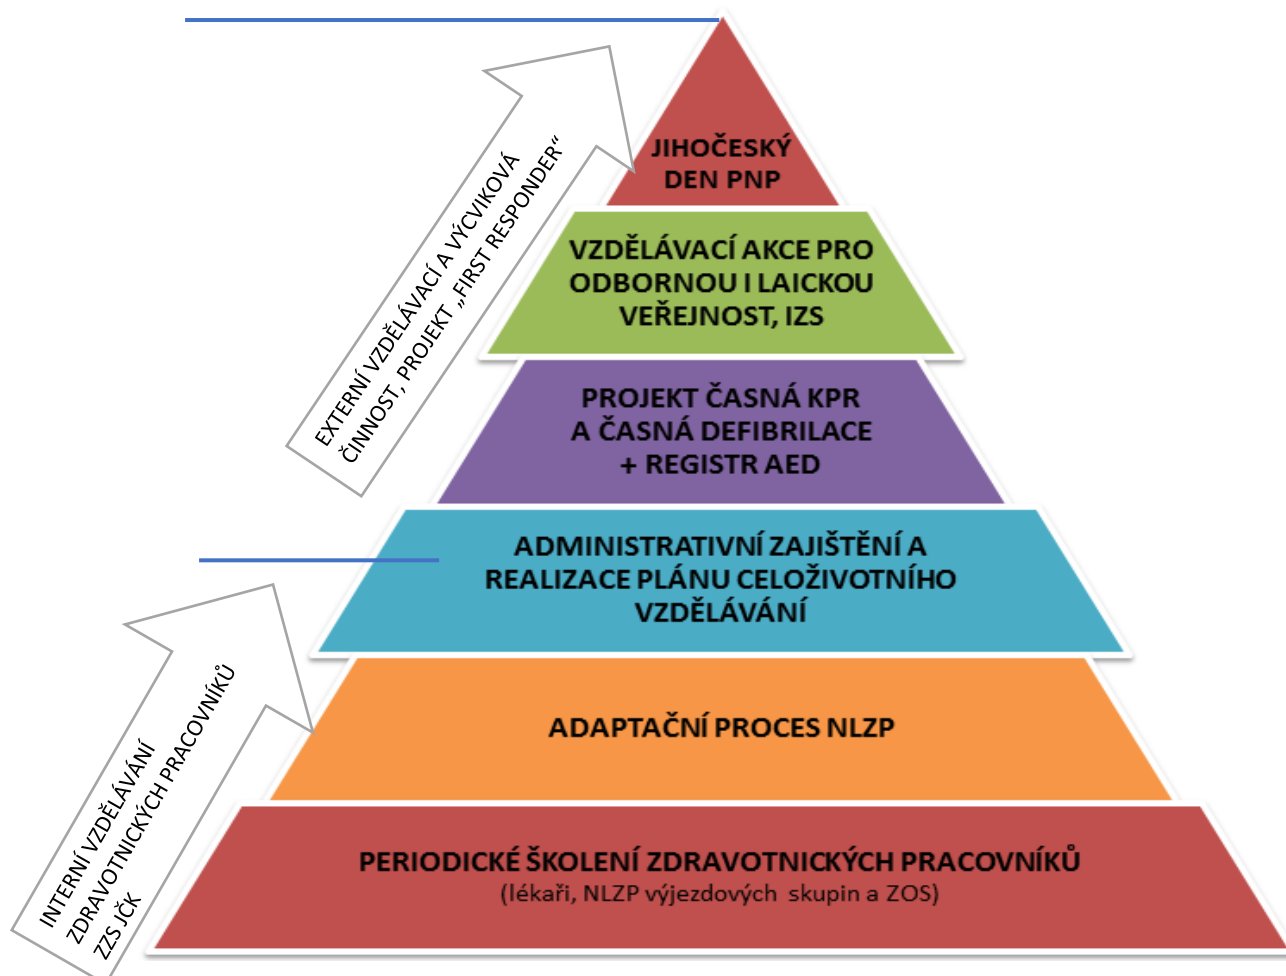 JIHOČESKÝ
DEN PNP
VZDĚLÁVACÍ AKCE PRO
ODBORNOU I LAICKOU
VEŘEJNOST, IZS
PROJEKT ČASNÁ KPR
A ČASNÁ DEFIBRILACE
+ REGISTR AED
ADMINISTRATIVNÍ ZAJIŠTĚNÍ A
REALIZACE PLÁNU CELOŽIVOTNÍHO
VZDĚLÁVÁNÍ
ADAPTAČNÍ PROCES NLZP
PERIODICKÉ ŠKOLENÍ ZDRAVOTNICKÝCH PRACOVNÍKŮ
(lékaři, NLZP výjezdových skupin a ZOS)
EXTERNÍ VZDĚLÁVACÍ A VÝCVIKOVÁ
ČINNOST, PROJEKT „FIRST RESPONDER“
INTERNÍ VZDĚLÁVÁNÍ
ZDRAVOTNICKÝCH PRACOVNÍKŮ
ZZS JČK